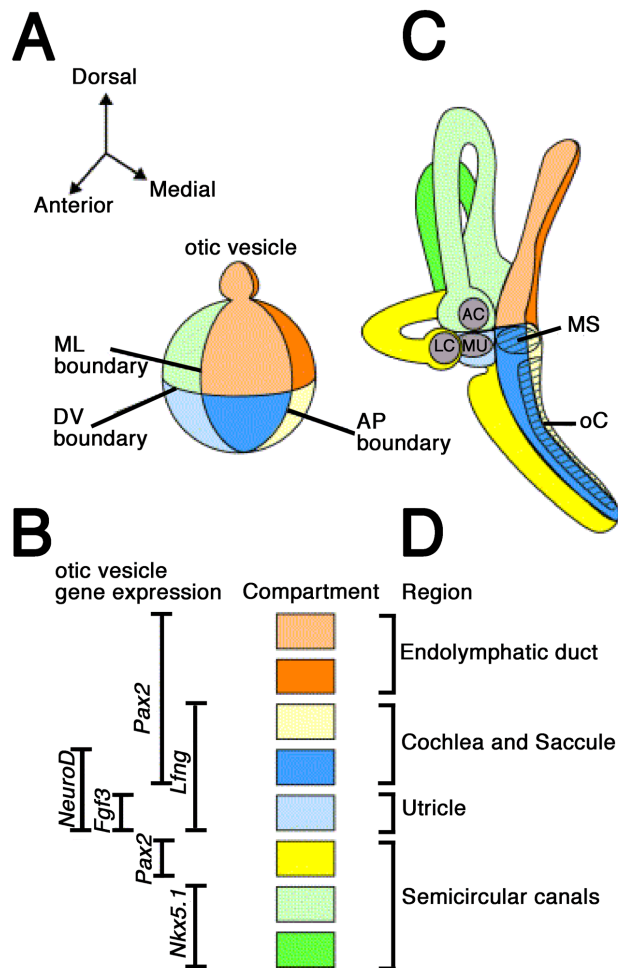 A
C
Dorsal
Anterior
Medial
otic vesicle
ML
boundary
DV
boundary
AP
boundary
AC
LC
MU
MS
oC
B
D
otic vesicle
gene expression
Compartment
Region
Pax2
Lfng
NeuroD
Fgf3
Pax2
Nkx5.1
Endolymphatic duct
Cochlea and Saccule
Utricle
Semicircular canals